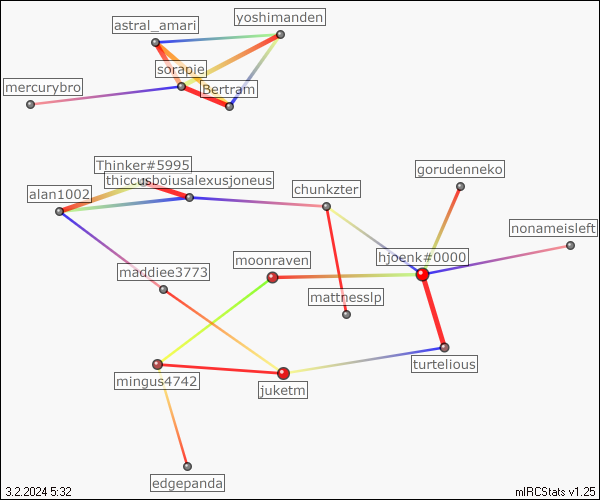 yoshimanden
astral_amari
sorapie
mercurybro
Bertram
Thinker#5995
thiccusboiusalexusjoneus
gorudenneko
alan1002
chunkzter
nonameisleft
moonraven
hjoenk#0000
maddiee3773
mattnesslp
turtelious
mingus4742
juketm
edgepanda
3.2.2024 5:32
mIRCStats v1.25